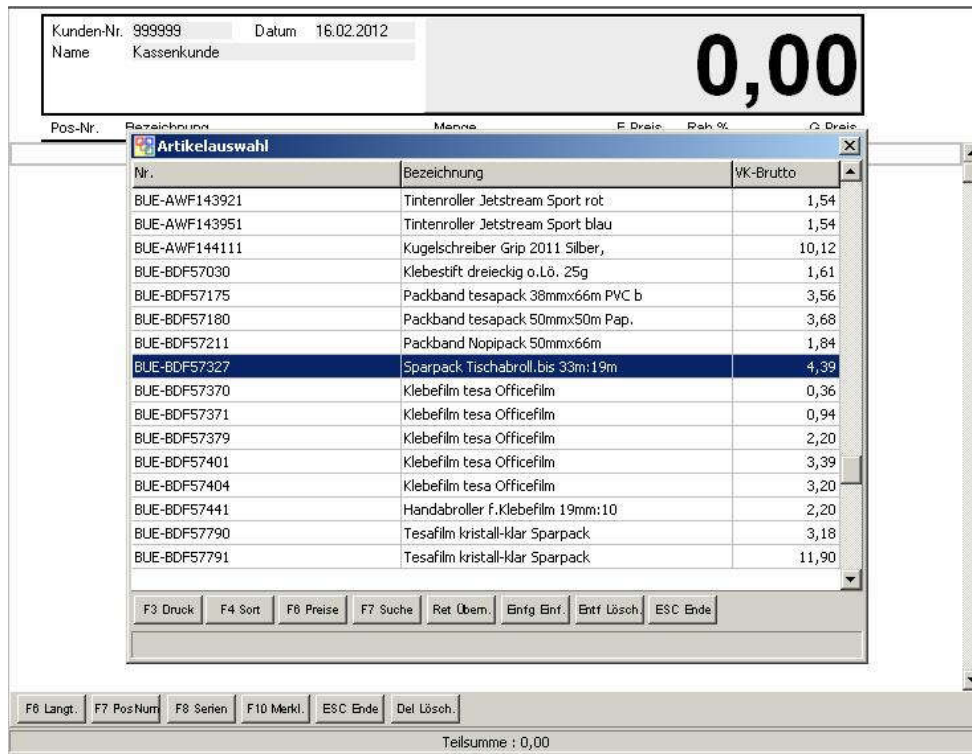 Kunden-Nr. 999999 Datum 16.02.2012
Name Kassenkunde
0,00
Pos-Nr. Bezeichnung Menge E.Preis Rab.% G.Preis
Artikelauswahl
Nr. Bezeichnung VK-Brutto
BUE-AWF143921 Tintenroller Jetstream Sport rot 1,54
BUE-AWF143951 Tintenroller Jetstream Sport blau 1,54
BUE-AWF144111 Kugelschreiber Grip 2011 Silber, 10,12
BUE-BDF57030 Klebestift dreieckig o.Lö. 25g 1,61
BUE-BDF57175 Packband tesapack 38mmx66m PVC b 3,56
BUE-BDF57180 Packband tesapack 50mmx50m Pap. 3,68
BUE-BDF57211 Packband Nopipack 50mmx66m 1,84
BUE-BDF57327 Sparpack Tischabroll.bis 33m:19m 4,39
BUE-BDF57370 Klebefilm tesa Officefilm 0,36
BUE-BDF57371 Klebefilm tesa Officefilm 0,94
BUE-BDF57379 Klebefilm tesa Officefilm 2,20
BUE-BDF57401 Klebefilm tesa Officefilm 3,39
BUE-BDF57404 Klebefilm tesa Officefilm 3,20
BUE-BDF57441 Handabroller f.Klebefilm 19mm:10 2,20
BUE-BDF57790 Tesafilm kristall-klar Sparpack 3,18
BUE-BDF57791 Tesafilm kristall-klar Sparpack 11,90
F3 Druck F4 Sort F6 Preise F7 Suche Ret Übern. Einfg Einf. Entf Lösch. ESC Ende
F6 Langt. F7 PosNum F8 Serien F10 Merkl. ESC Ende Del Lösch.
Teilsumme : 0,00